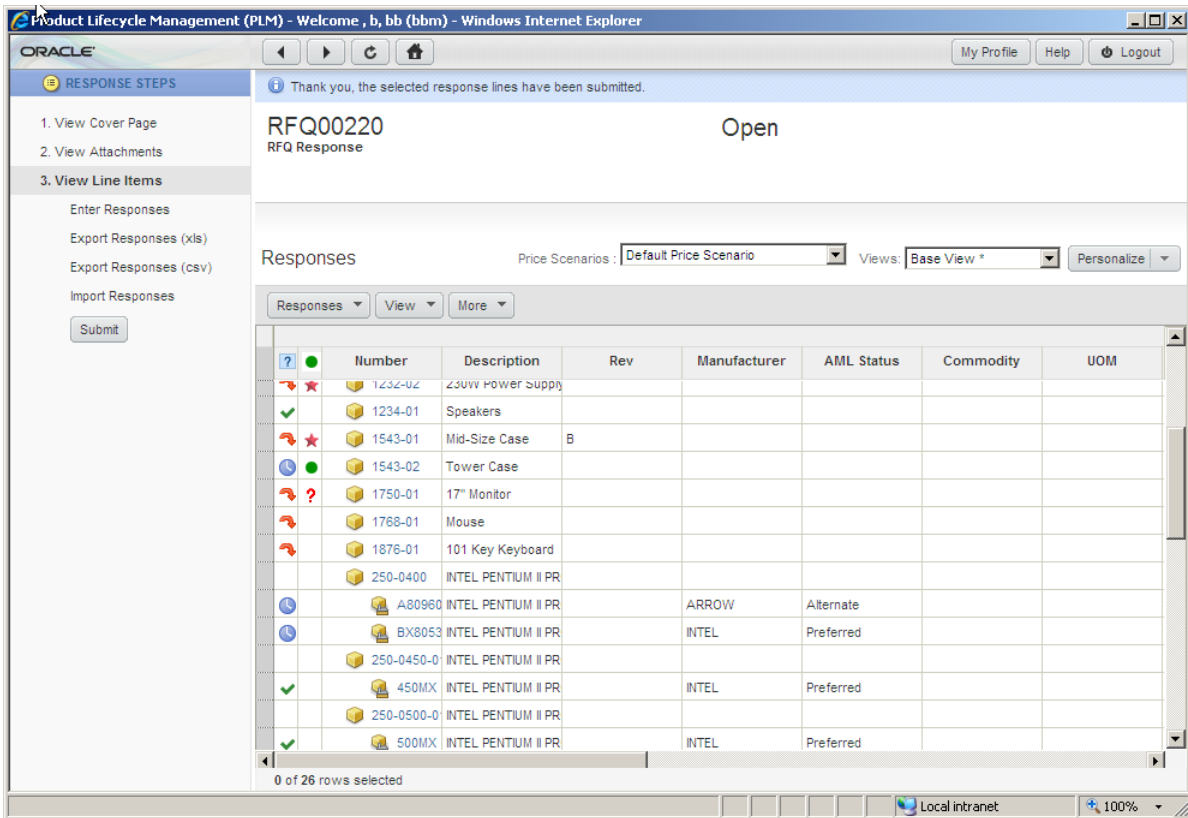 Product Lifecycle Management (PLM) - Welcome , b, bb (bbm) - Windows Internet Explorer
ORACLE My Profile Help Logout
RESPONSE STEPS
Thank you, the selected response lines have been submitted.
1. View Cover Page
2. View Attachments
3. View Line Items
Enter Responses
Export Responses (xls)
Export Responses (csv)
Import Responses
Submit
RFQ00220 Open
RFQ Response
Responses Price Scenarios : Default Price Scenario Views: Base View * Personalize
Responses View More
? Number Description Rev Manufacturer AML Status Commodity UOM
1232-02 230W Power Supply
1234-01 Speakers
1543-01 Mid-Size Case B
1543-02 Tower Case
? 1750-01 17" Monitor
1768-01 Mouse
1876-01 101 Key Keyboard
250-0400 INTEL PENTIUM II PR
A80960 INTEL PENTIUM II PR ARROW Alternate
BX8053 INTEL PENTIUM II PR INTEL Preferred
250-0450-0 INTEL PENTIUM II PR
450MX INTEL PENTIUM II PR INTEL Preferred
250-0500-0 INTEL PENTIUM II PR
500MX INTEL PENTIUM II PR INTEL Preferred
0 of 26 rows selected
Local intranet 100%